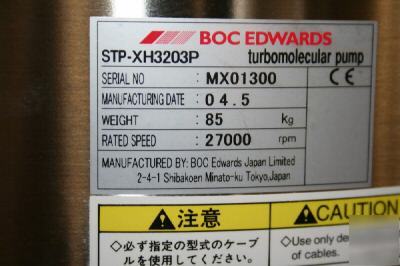 BOC EDWARDS
STP-XH3203P turbomolecular pump
SERIAL NO : MX01300 CE
MANUFACTURING DATE : 04.5
WEIGHT : 85 kg
RATED SPEED : 27000 rpm
MANUFACTURED BY: BOC Edwards Japan Limited
2-4-1 Shibakoen Minato-ku Tokyo,Japan
注意
◇必ず指定の型式のケーブ
ルを使用してください。
CAUTION
◇Use only de
of cables.